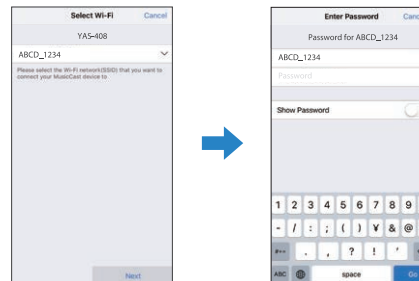 Select Wi-Fi Cancel
YAS-408
ABCD_1234
Please select the Wi-Fi network(SSID) that you want to
connect your MusicCast device to
Next
Enter Password Canc
Password for ABCD_1234
ABCD_1234
Password
Show Password
1 2 3 4 5 6 7 8 9
- / : ; ( ) ¥ & @
#+= . , ? ! '
ABC space Go